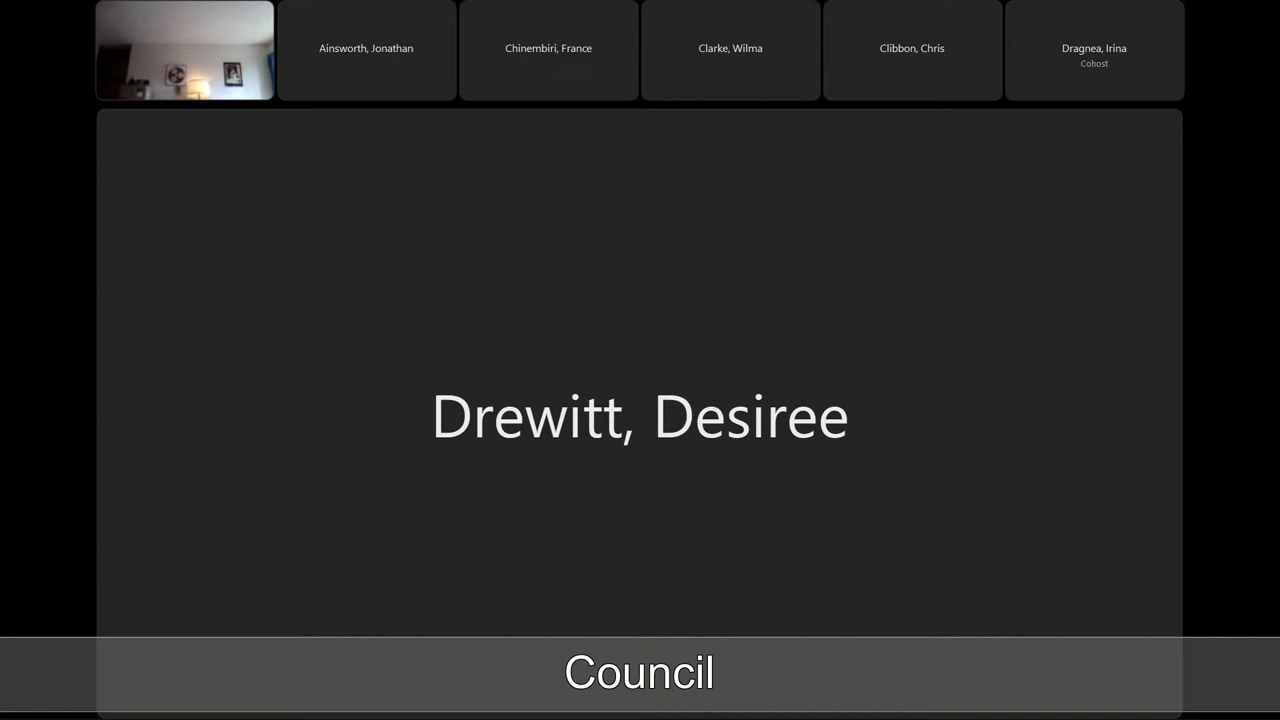 Ainsworth, Jonathan
Chinembiri, France
Clarke, Wilma
Clibbon, Chris
Dragnea, Irina
Cohost
Drewitt, Desiree
Council